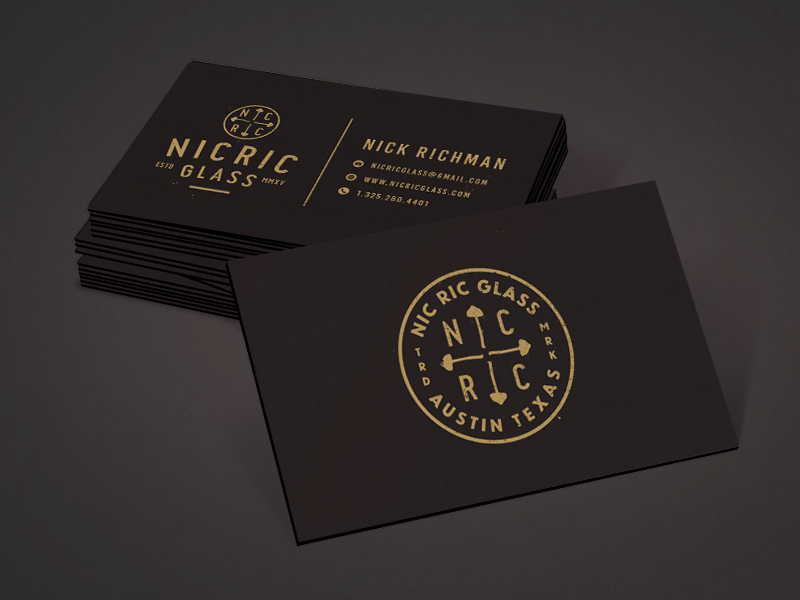 N C
R C
NICRIC
ESTD GLASS MMXV
NICK RICHMAN
NICRICGLASS@GMAIL.COM
WWW.NICRICGLASS.COM
1.325.260.4401
NIC RIC GLASS
N C
R C
TRD
MRK
AUSTIN TEXAS